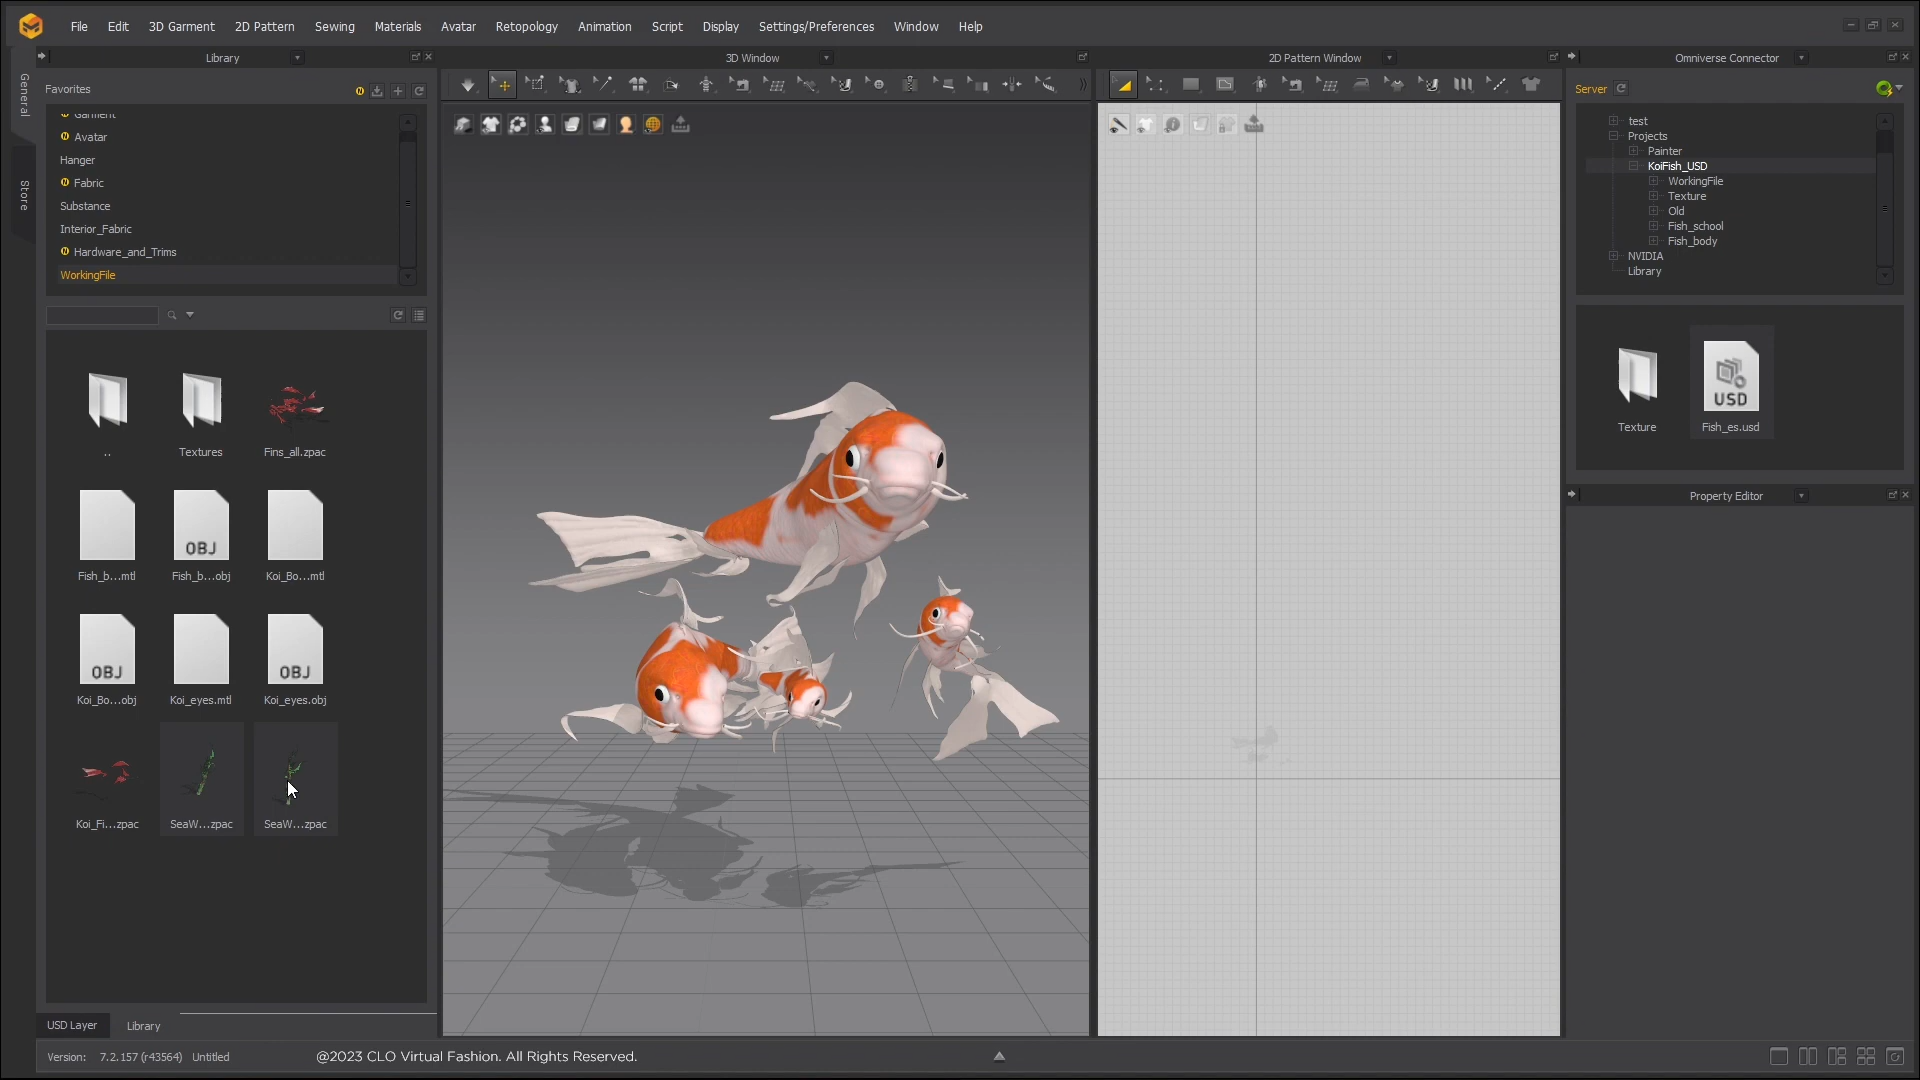 File Edit 3D Garment 2D Pattern Sewing Materials Avatar Retopology Animation Script Display Settings/Preferences Window Help
Library
3D Window
2D Pattern Window
Omniverse Connector
General
Store
Favorites
Garment
Avatar
Hanger
Fabric
Substance
Interior_Fabric
Hardware_and_Trims
WorkingFile
..
Textures
Fins_all.zpac
OBJ
Fish_b...mtl
Fish_b...obj
Koi_Bo...mtl
OBJ
OBJ
Koi_Bo...obj
Koi_eyes.mtl
Koi_eyes.obj
Koi_Fi...zpac
SeaW...zpac
SeaW...zpac
USD Layer
Library
Server
test
Projects
Painter
KoiFish_USD
WorkingFile
Texture
Old
Fish_school
Fish_body
NVIDIA
Library
USD
Texture
Fish_es.usd
Property Editor
Version: 7.2.157 (r43564) Untitled
@2023 CLO Virtual Fashion. All Rights Reserved.